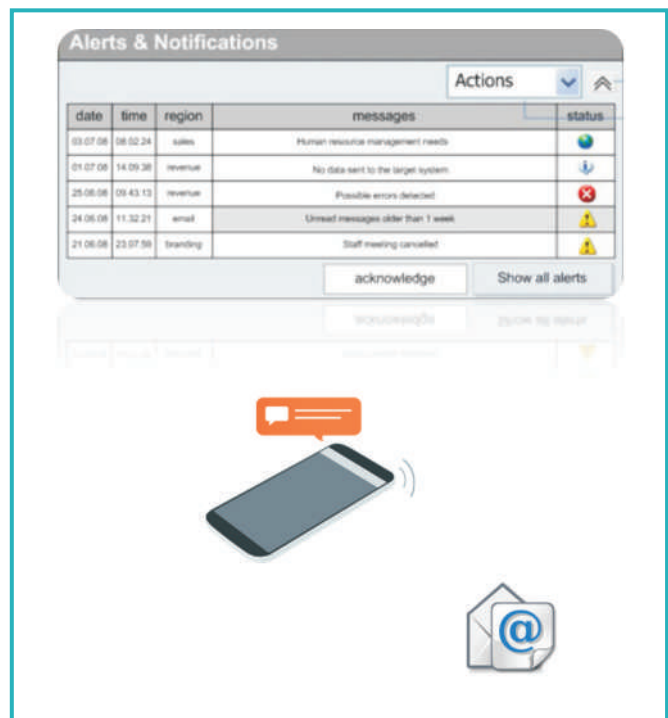 Alerts & Notifications
Actions
date time region messages status
03.07.08 08.02.24 sales Human resource management needs
01.07.08 14.09.38 revenue No data sent to the target system
25.06.08 09.43.13 revenue Possible errors detected
24.06.08 11.32.21 email Unread messages older than 1 week
21.06.08 23.07.59 branding Staff meeting cancelled
acknowledge Show all alerts
@